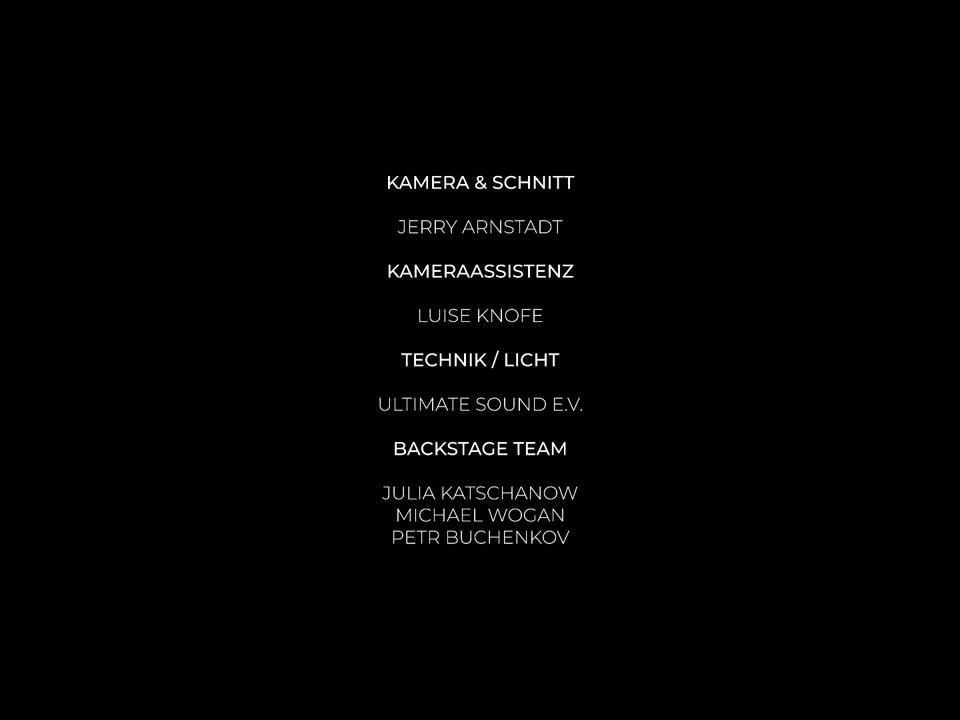 KAMERA & SCHNITT
JERRY ARNSTADT
KAMERAASSISTENZ
LUISE KNOFE
TECHNIK / LICHT
ULTIMATE SOUND E.V.
BACKSTAGE TEAM
JULIA KATSCHANOW
MICHAEL WOGAN
PETR BUCHENKOV